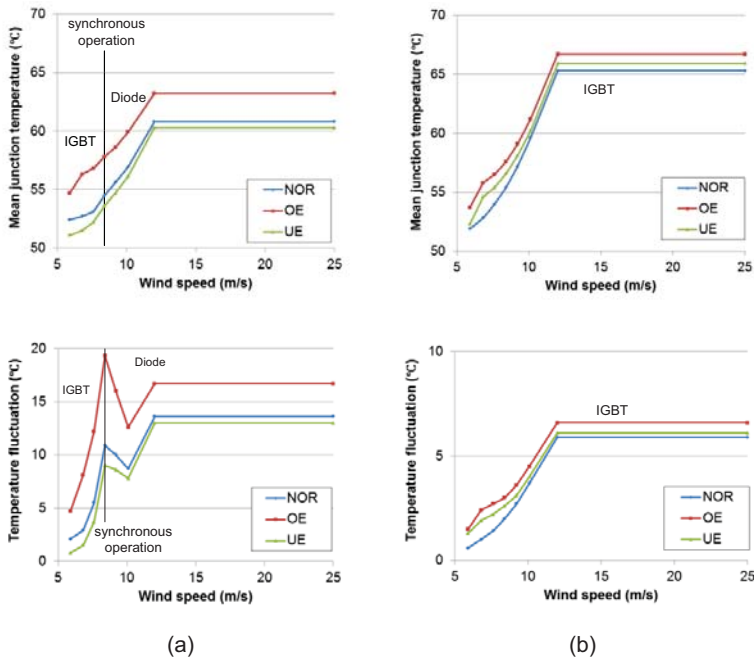 synchronous
operation
70
65
60
55
50
Mean junction temperature (℃)
IGBT
Diode
NOR
OE
UE
5
10
15
20
25
Wind speed (m/s)
70
65
60
55
50
Mean junction temperature (℃)
IGBT
NOR
OE
UE
5
10
15
20
25
Wind speed (m/s)
20
15
10
5
0
Temperature fluctuation (℃)
IGBT
Diode
synchronous
operation
NOR
OE
UE
5
10
15
20
25
Wind speed (m/s)
10
5
0
Temperature fluctuation (℃)
IGBT
NOR
OE
UE
5
10
15
20
25
Wind speed (m/s)
(a)
(b)